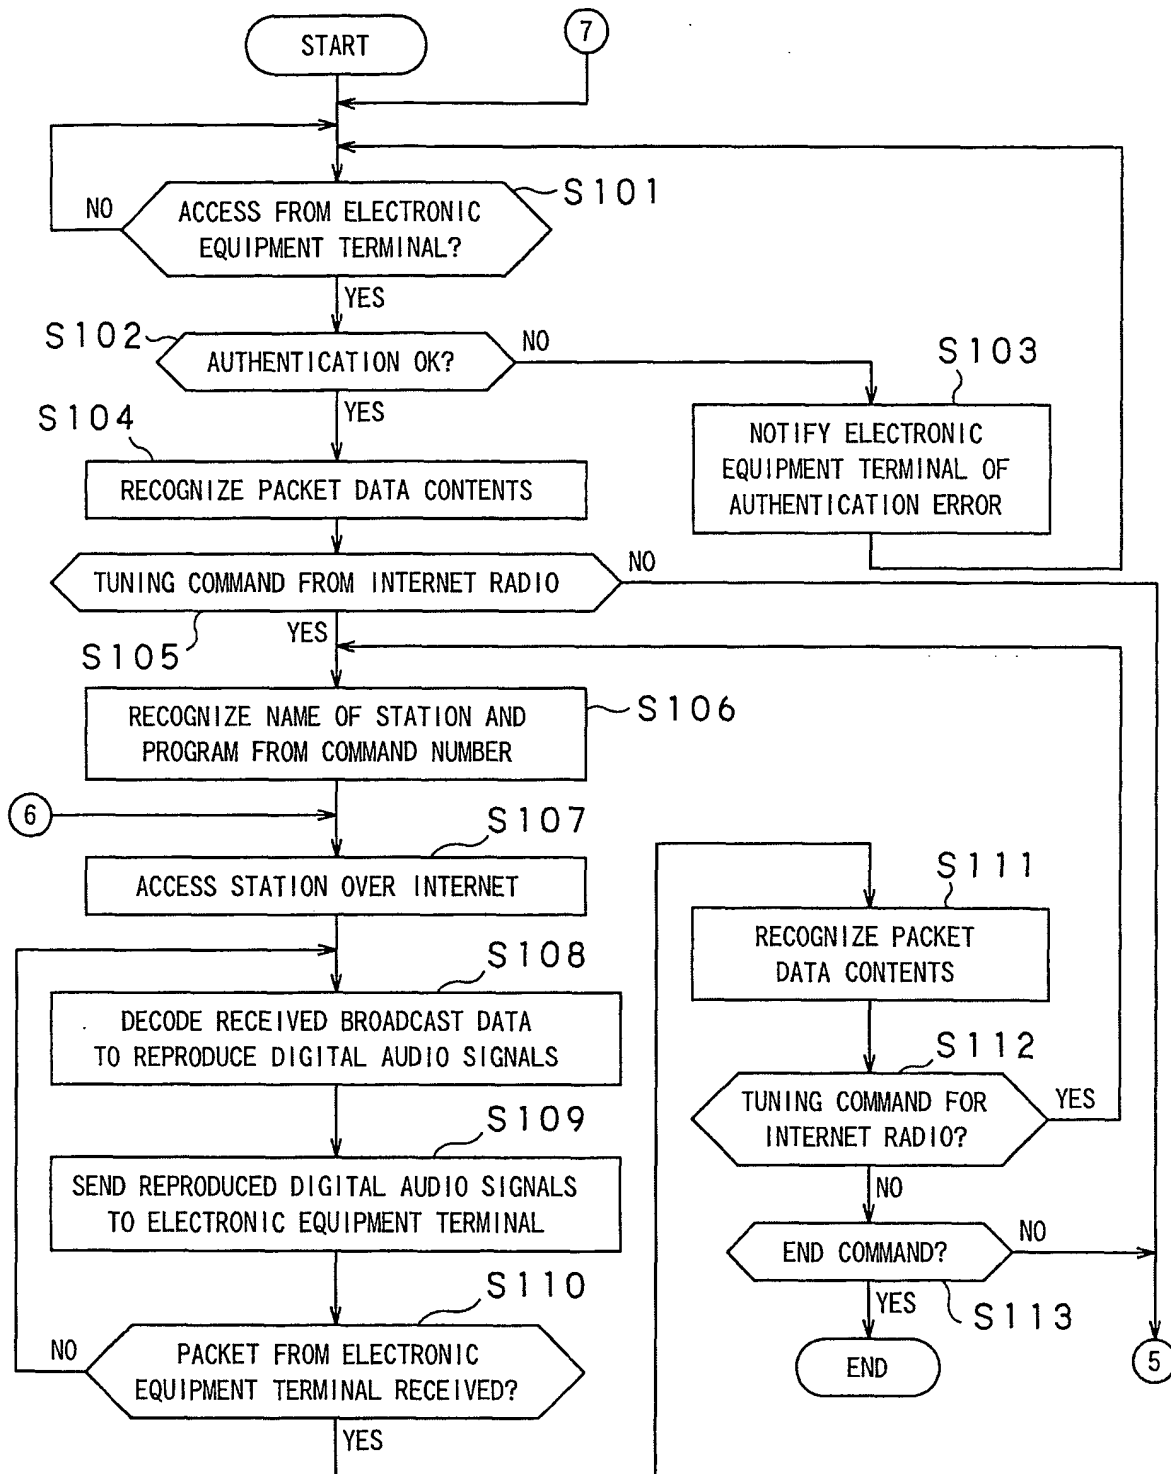 START
7
S101
NO
ACCESS FROM ELECTRONIC
EQUIPMENT TERMINAL?
YES
S102
AUTHENTICATION OK?
NO
S103
YES
S104
NOTIFY ELECTRONIC
EQUIPMENT TERMINAL OF
AUTHENTICATION ERROR
RECOGNIZE PACKET DATA CONTENTS
TUNING COMMAND FROM INTERNET RADIO
NO
YES
S105
RECOGNIZE NAME OF STATION AND
PROGRAM FROM COMMAND NUMBER
S106
6
S107
ACCESS STATION OVER INTERNET
S108
DECODE RECEIVED BROADCAST DATA
TO REPRODUCE DIGITAL AUDIO SIGNALS
S109
SEND REPRODUCED DIGITAL AUDIO SIGNALS
TO ELECTRONIC EQUIPMENT TERMINAL
S110
NO
PACKET FROM ELECTRONIC
EQUIPMENT TERMINAL RECEIVED?
YES
S111
RECOGNIZE PACKET
DATA CONTENTS
S112
TUNING COMMAND FOR
INTERNET RADIO?
YES
NO
END COMMAND?
NO
YES
S113
END
5